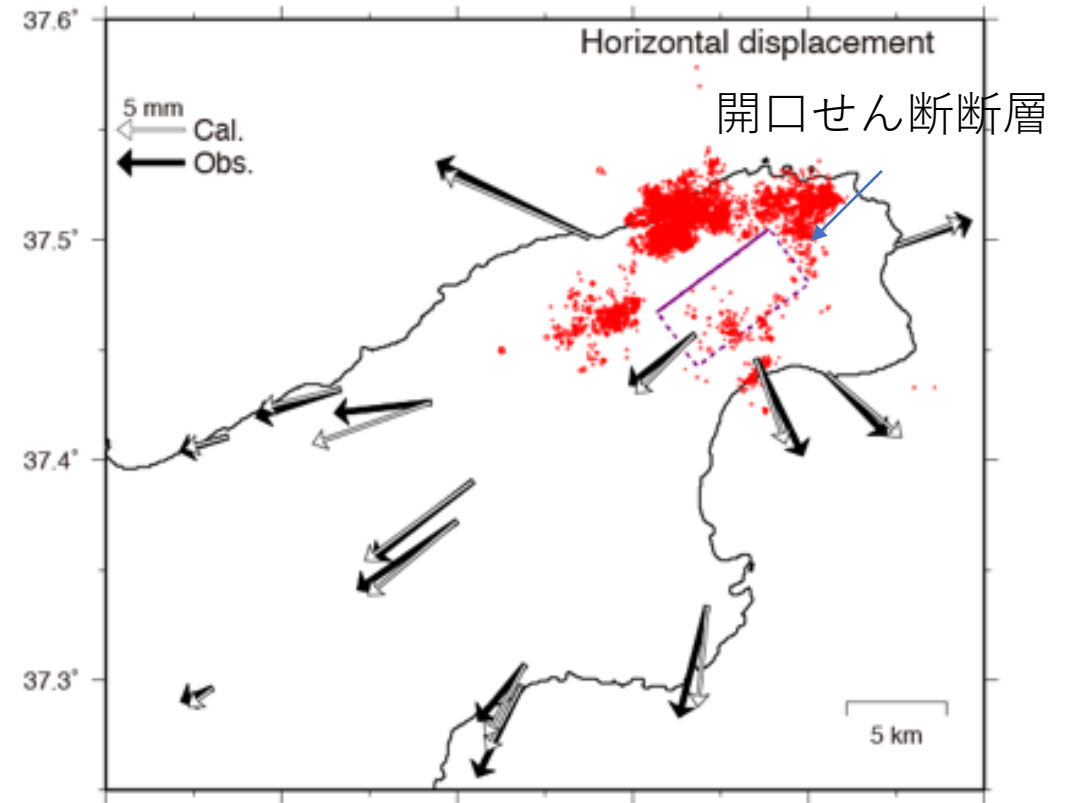 37.6°
Horizontal displacement
5 mm
Cal.
Obs.
開口せん断断層
37.5°
37.4°
37.3°
5 km